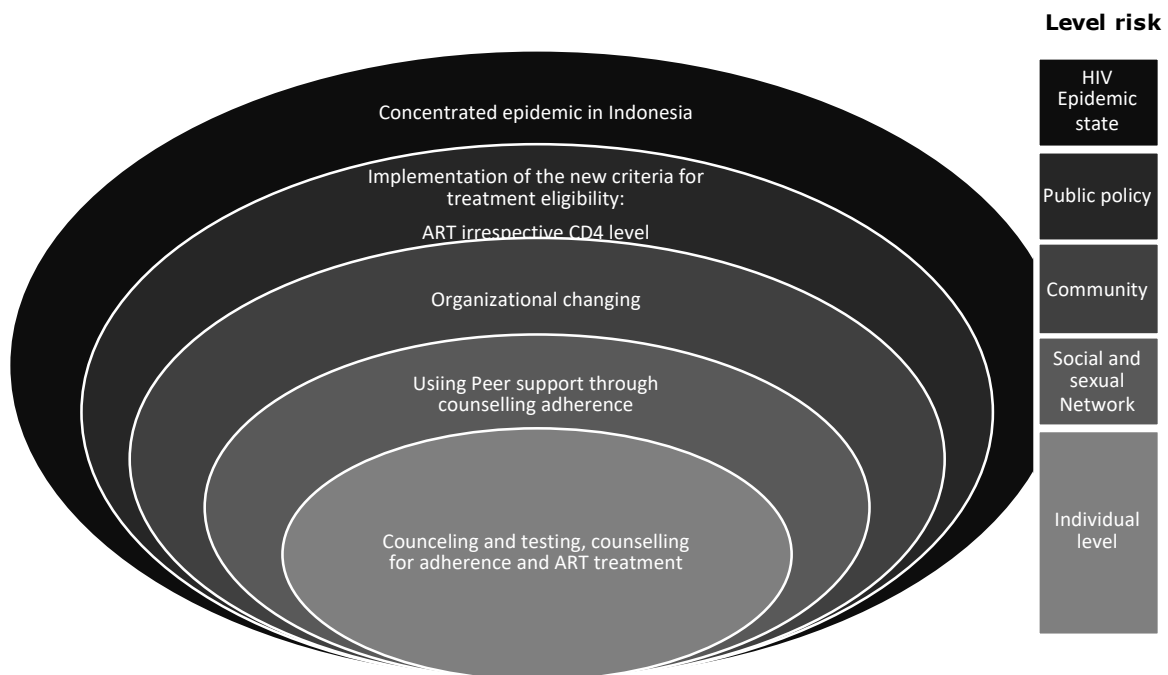 Level risk
Concentrated epidemic in Indonesia
Implementation of the new criteria for
treatment eligibility:
ART irrespective CD4 level
Organizational changing
Usiing Peer support through
counselling adherence
Counceling and testing, counselling
for adherence and ART treatment
HIV
Epidemic
state
Public policy
Community
Social and
sexual
Network
Individual
level